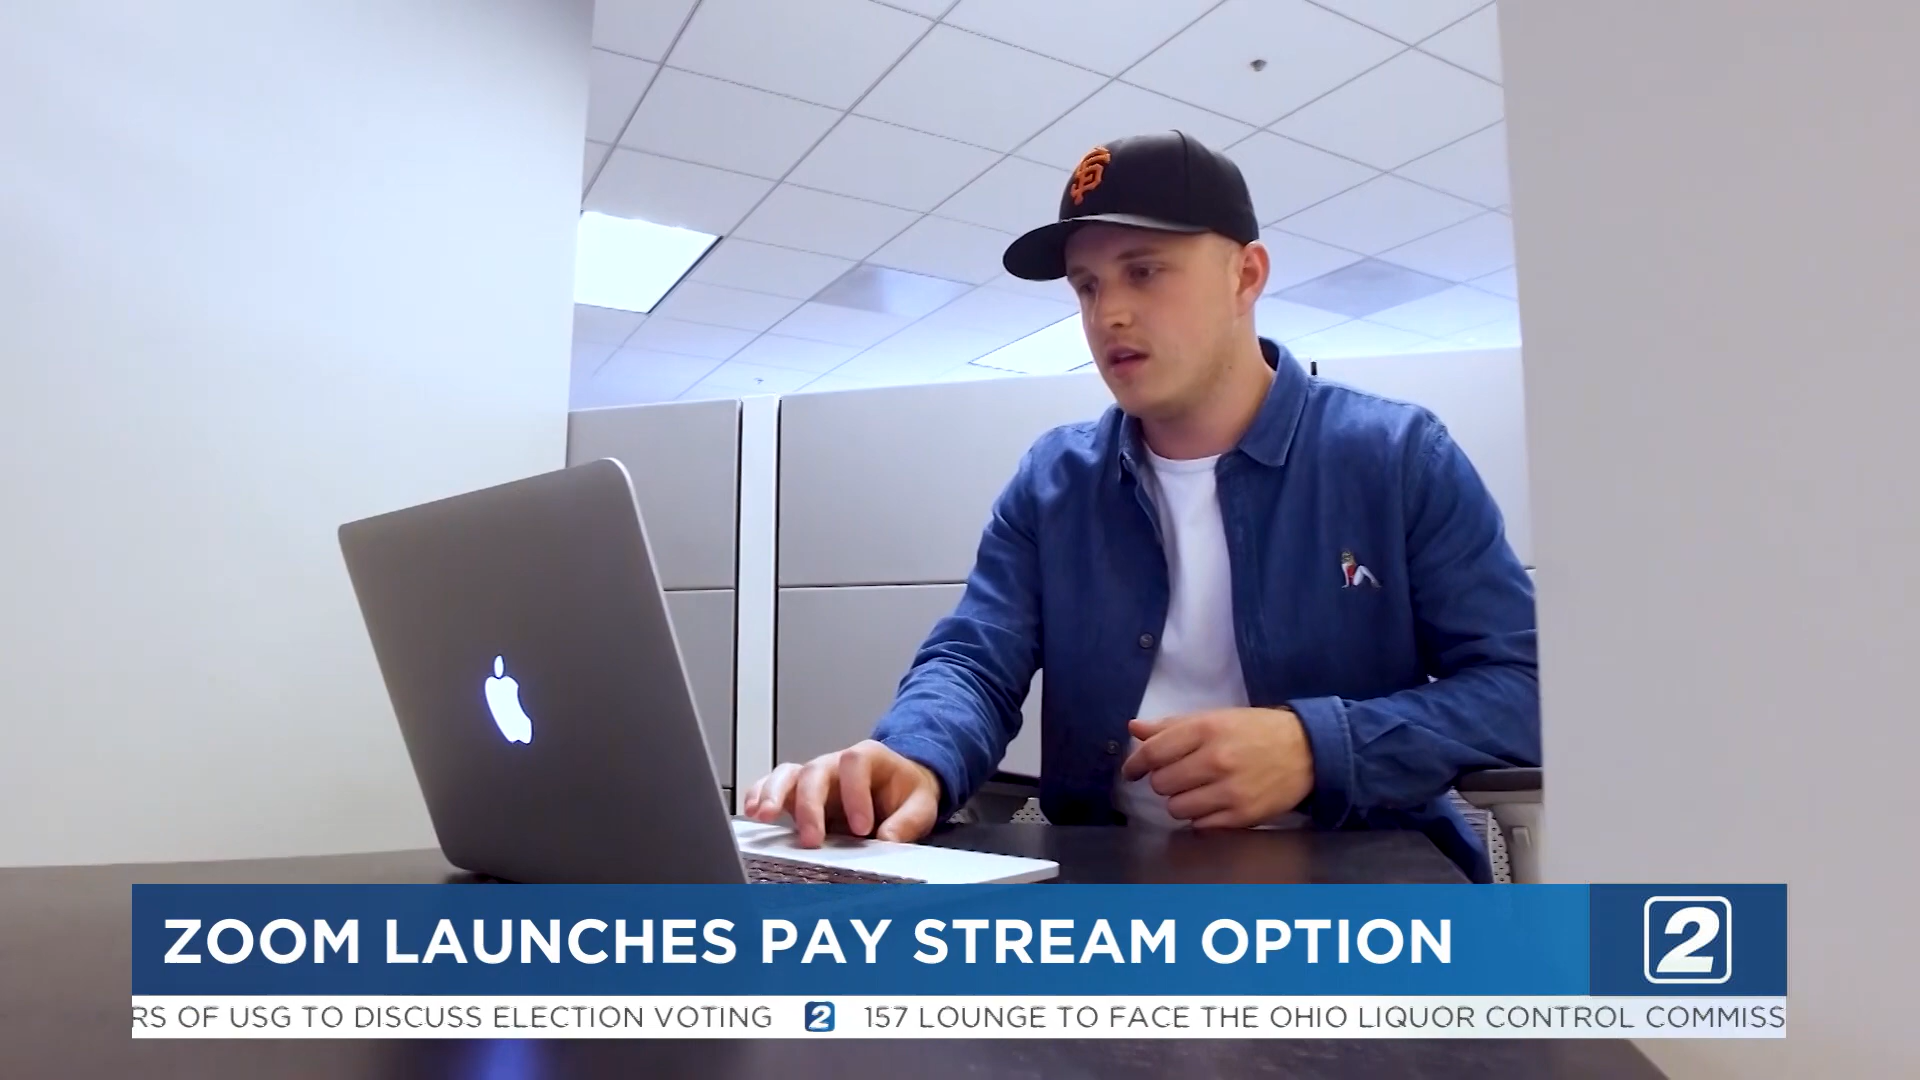 SF
ZOOM LAUNCHES PAY STREAM OPTION
2
RS OF USG TO DISCUSS ELECTION VOTING 2 157 LOUNGE TO FACE THE OHIO LIQUOR CONTROL COMMISS